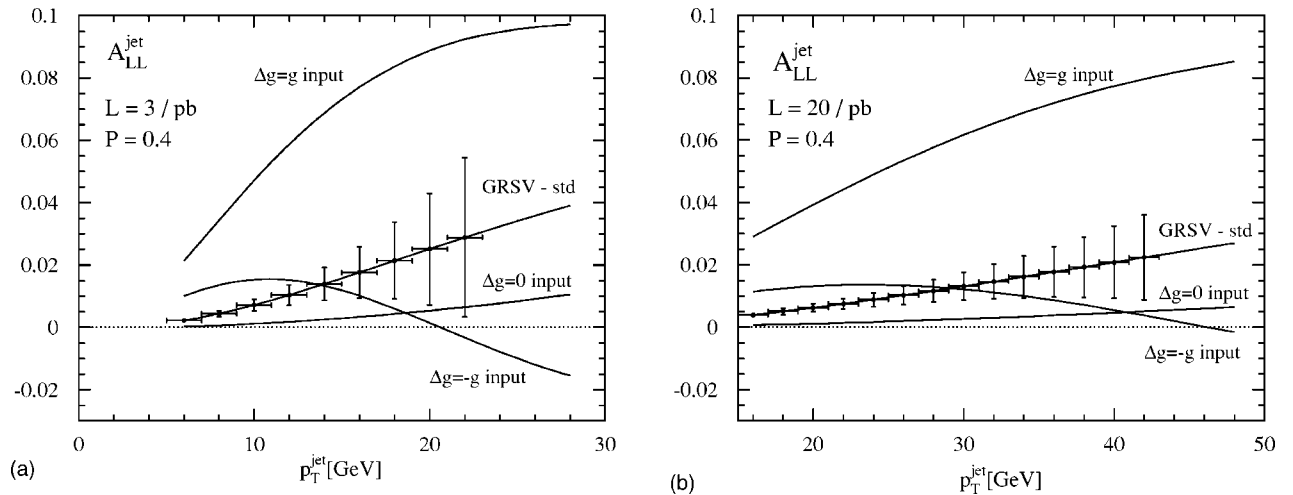 0.1
0.08
0.06
0.04
0.02
0
-0.02
A_LL^jet
L = 3 / pb
P = 0.4
Δg=g input
GRSV - std
Δg=0 input
Δg=-g input
0 10 20 30
p_T^jet[GeV]
(a)
0.1
0.08
0.06
0.04
0.02
0
-0.02
A_LL^jet
L = 20 / pb
P = 0.4
Δg=g input
GRSV - std
Δg=0 input
Δg=-g input
20 30 40 50
p_T^jet[GeV]
(b)